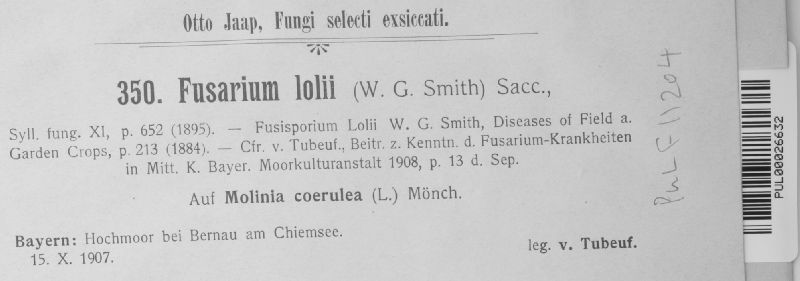 Otto Jaap, Fungi selecti exsiccati.
350. Fusarium lolii (W. G. Smith) Sacc.,
Syll. fung. XI, p. 652 (1895). — Fusisporium Lolii W. G. Smith, Diseases of Field a.
Garden Crops, p. 213 (1884). — Cfr. v. Tubeuf., Beitr. z. Kenntn. d. Fusarium-Krankheiten
in Mitt. K. Bayer. Moorkulturanstalt 1908, p. 13 d. Sep.
Auf Molinia coerulea (L.) Mönch.
Bayern: Hochmoor bei Bernau am Chiemsee.
15. X. 1907.
leg. v. Tubeuf.
PuL F 11204
PUL00026632